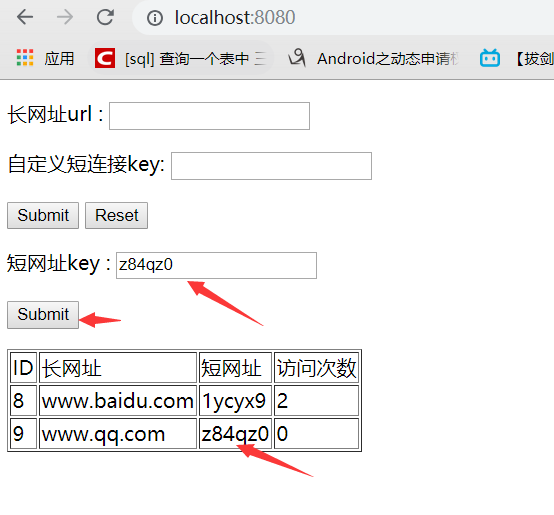 localhost:8080
应用 [sql] 查询一个表中 三 Android之动态申请 【拔剑
长网址url :
自定义短连接key:
Submit Reset
短网址key : z84qz0
Submit
ID 长网址 短网址 访问次数
8 www.baidu.com 1ycyx9 2
9 www.qq.com z84qz0 0